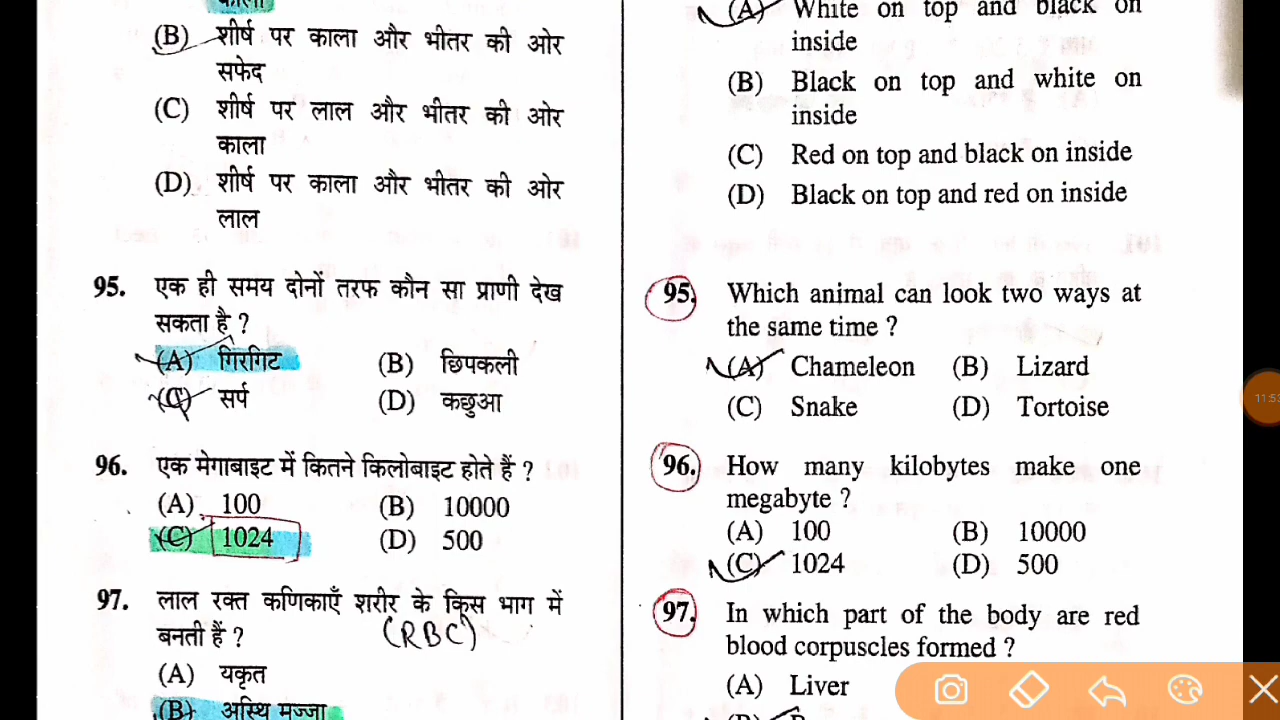 काला
(B) शीर्ष पर काला और भीतर की ओर
सफेद
(C) शीर्ष पर लाल और भीतर की ओर
काला
(D) शीर्ष पर काला और भीतर की ओर
लाल
95. एक ही समय दोनों तरफ कौन सा प्राणी देख
सकता है ?
(A) गिरगिट (B) छिपकली
(C) सर्प (D) कछुआ
96. एक मेगाबाइट में कितने किलोबाइट होते हैं ?
(A) 100 (B) 10000
(C) 1024 (D) 500
97. लाल रक्त कणिकाएँ शरीर के किस भाग में
बनती हैं ? (RBC)
(A) यकृत
(B) अस्थि मज्जा
(A) White on top and black on
inside
(B) Black on top and white on
inside
(C) Red on top and black on inside
(D) Black on top and red on inside
95. Which animal can look two ways at
the same time ?
(A) Chameleon (B) Lizard
(C) Snake (D) Tortoise
96. How many kilobytes make one
megabyte ?
(A) 100 (B) 10000
(C) 1024 (D) 500
97. In which part of the body are red
blood corpuscles formed ?
(A) Liver